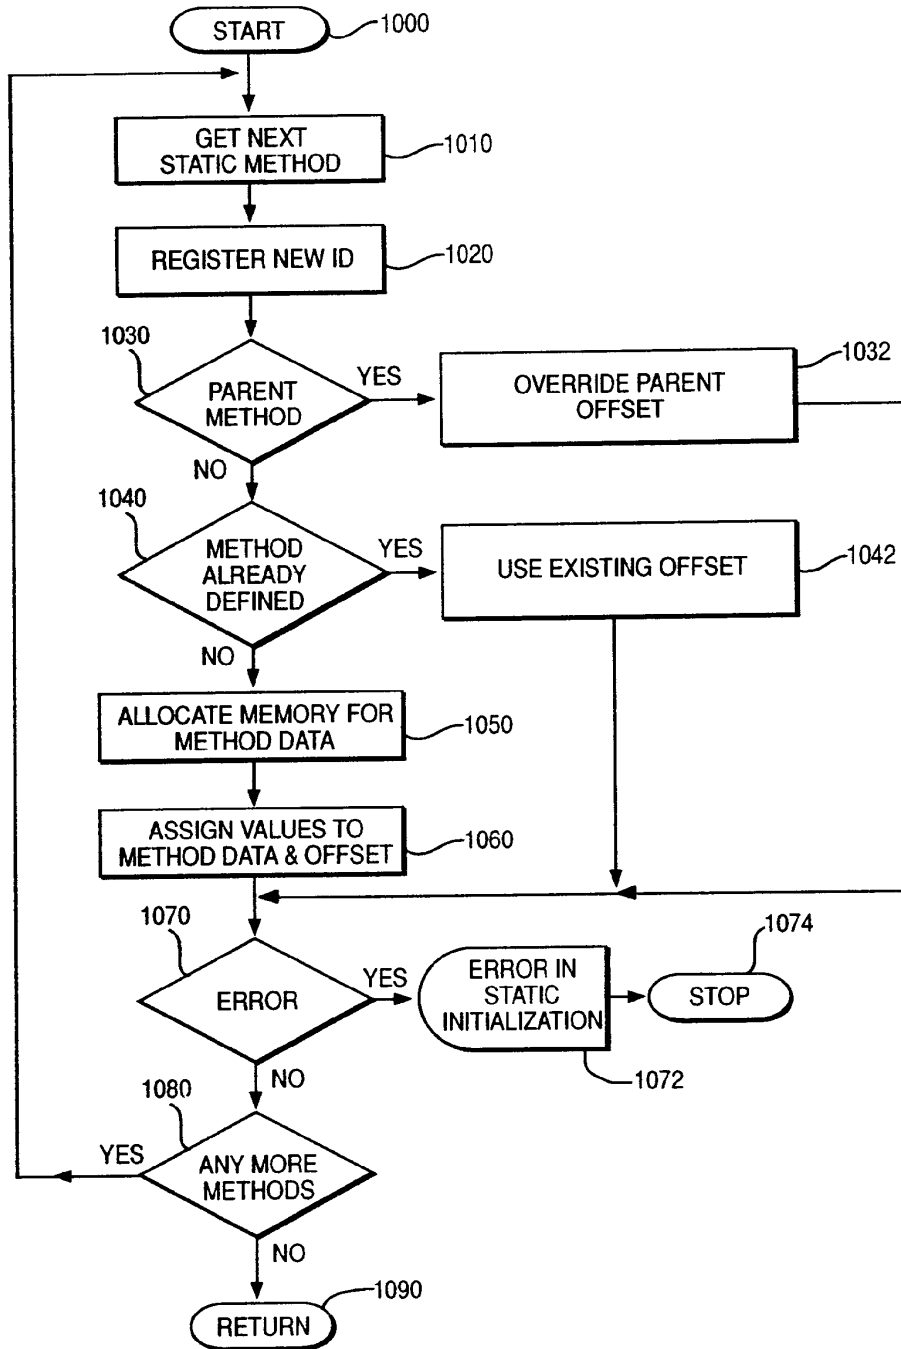 START
1000
GET NEXT
STATIC METHOD
1010
REGISTER NEW ID
1020
1030
PARENT
METHOD
YES
OVERRIDE PARENT
OFFSET
1032
NO
1040
METHOD
ALREADY
DEFINED
YES
USE EXISTING OFFSET
1042
NO
ALLOCATE MEMORY FOR
METHOD DATA
1050
ASSIGN VALUES TO
METHOD DATA & OFFSET
1060
1070
ERROR
YES
ERROR IN
STATIC
INITIALIZATION
1072
1074
STOP
NO
1080
YES
ANY MORE
METHODS
NO
RETURN
1090